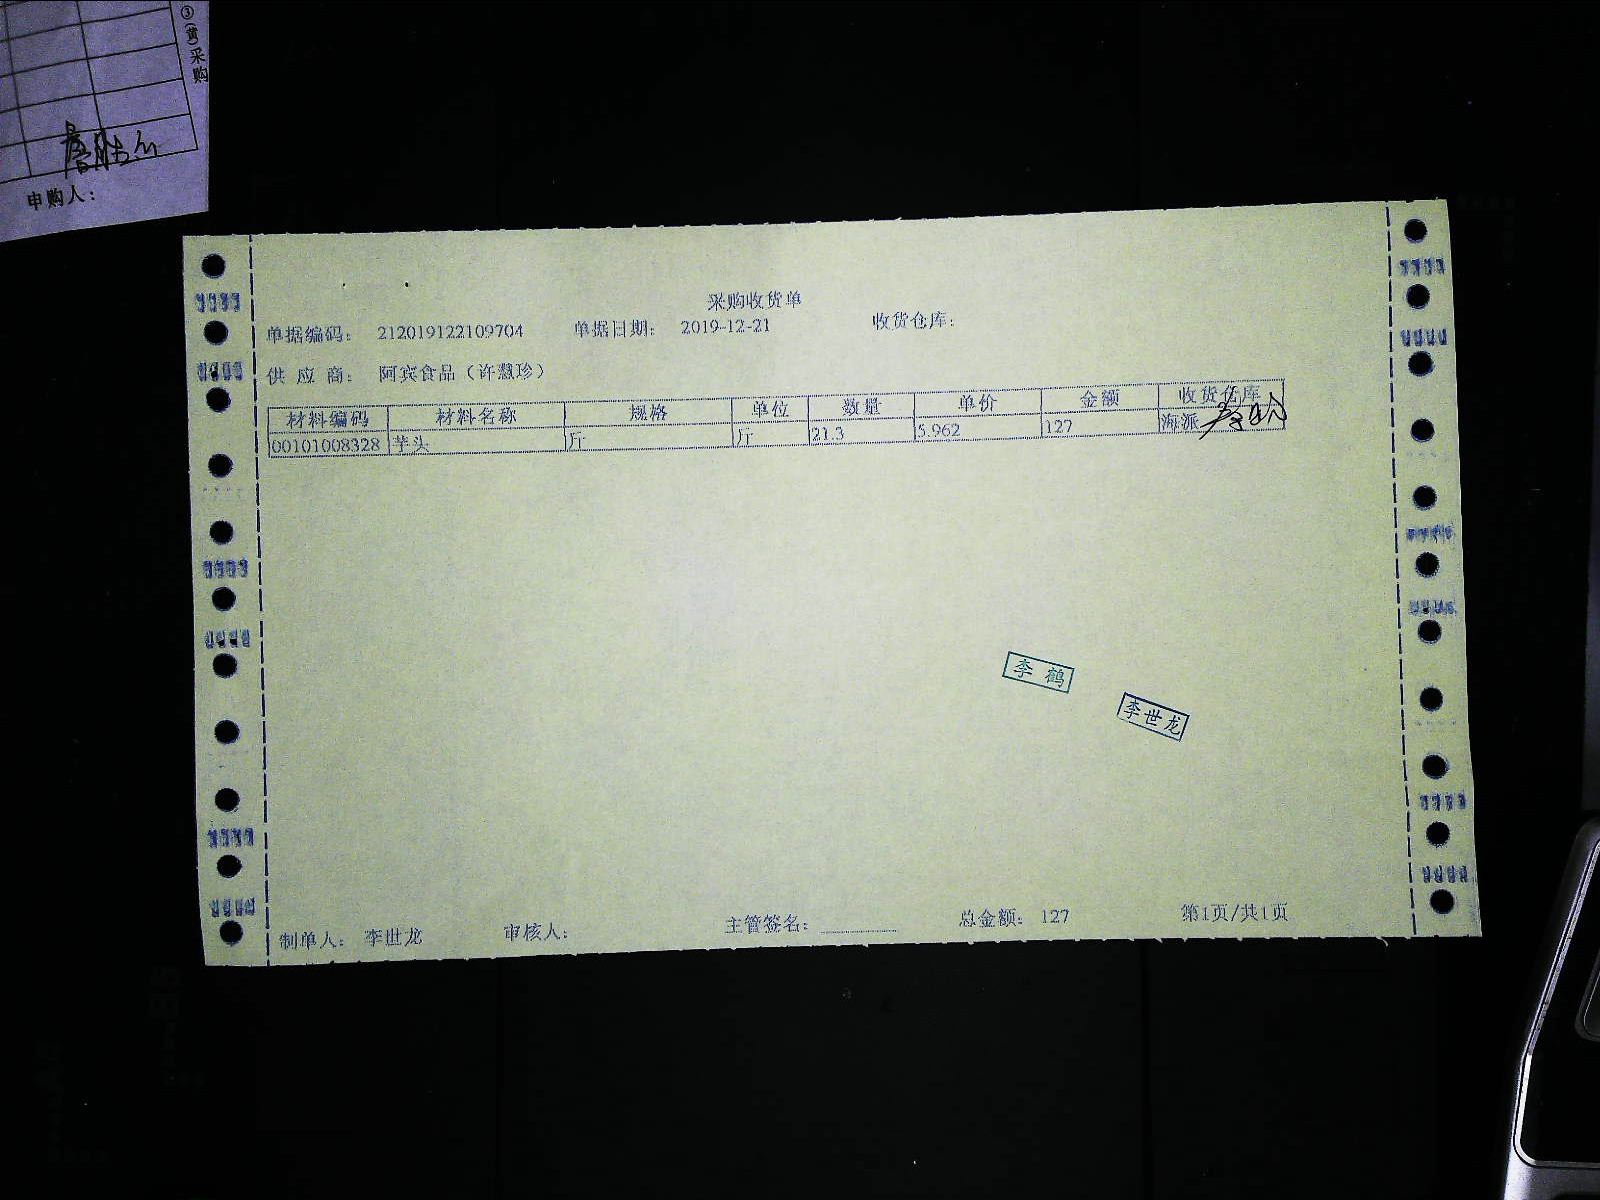 ③(黄)采购
申购人：
采购收货单
单据编码： 212019122109704 单据日期： 2019-12-21 收货仓库：
供 应 商： 阿宾食品（许慧珍）
材料编码 材料名称 规格 单位 数量 单价 金额 收货仓库
00101008328 芋头 斤 斤 21.3 5.962 127 海派
李鹤
李世龙
制单人： 李世龙 审核人： 主管签名： 总金额： 127 第1页/共1页